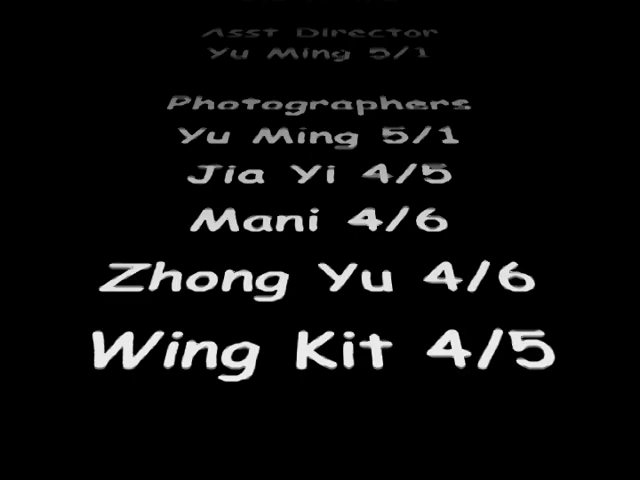 Asst Director
Yu Ming 5/1
Photographers
Yu Ming 5/1
Jia Yi 4/5
Mani 4/6
Zhong Yu 4/6
Wing Kit 4/5